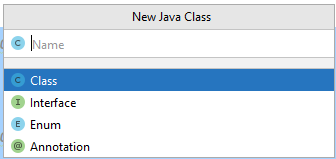 New Java Class
C Name
C Class
I Interface
E Enum
@ Annotation